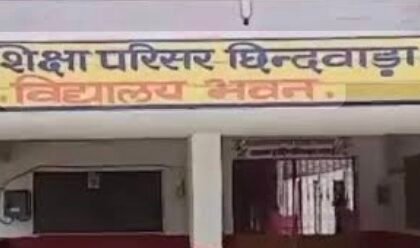 शिक्षा परिसर छिन्दवाड़ा
विद्यालय भवन